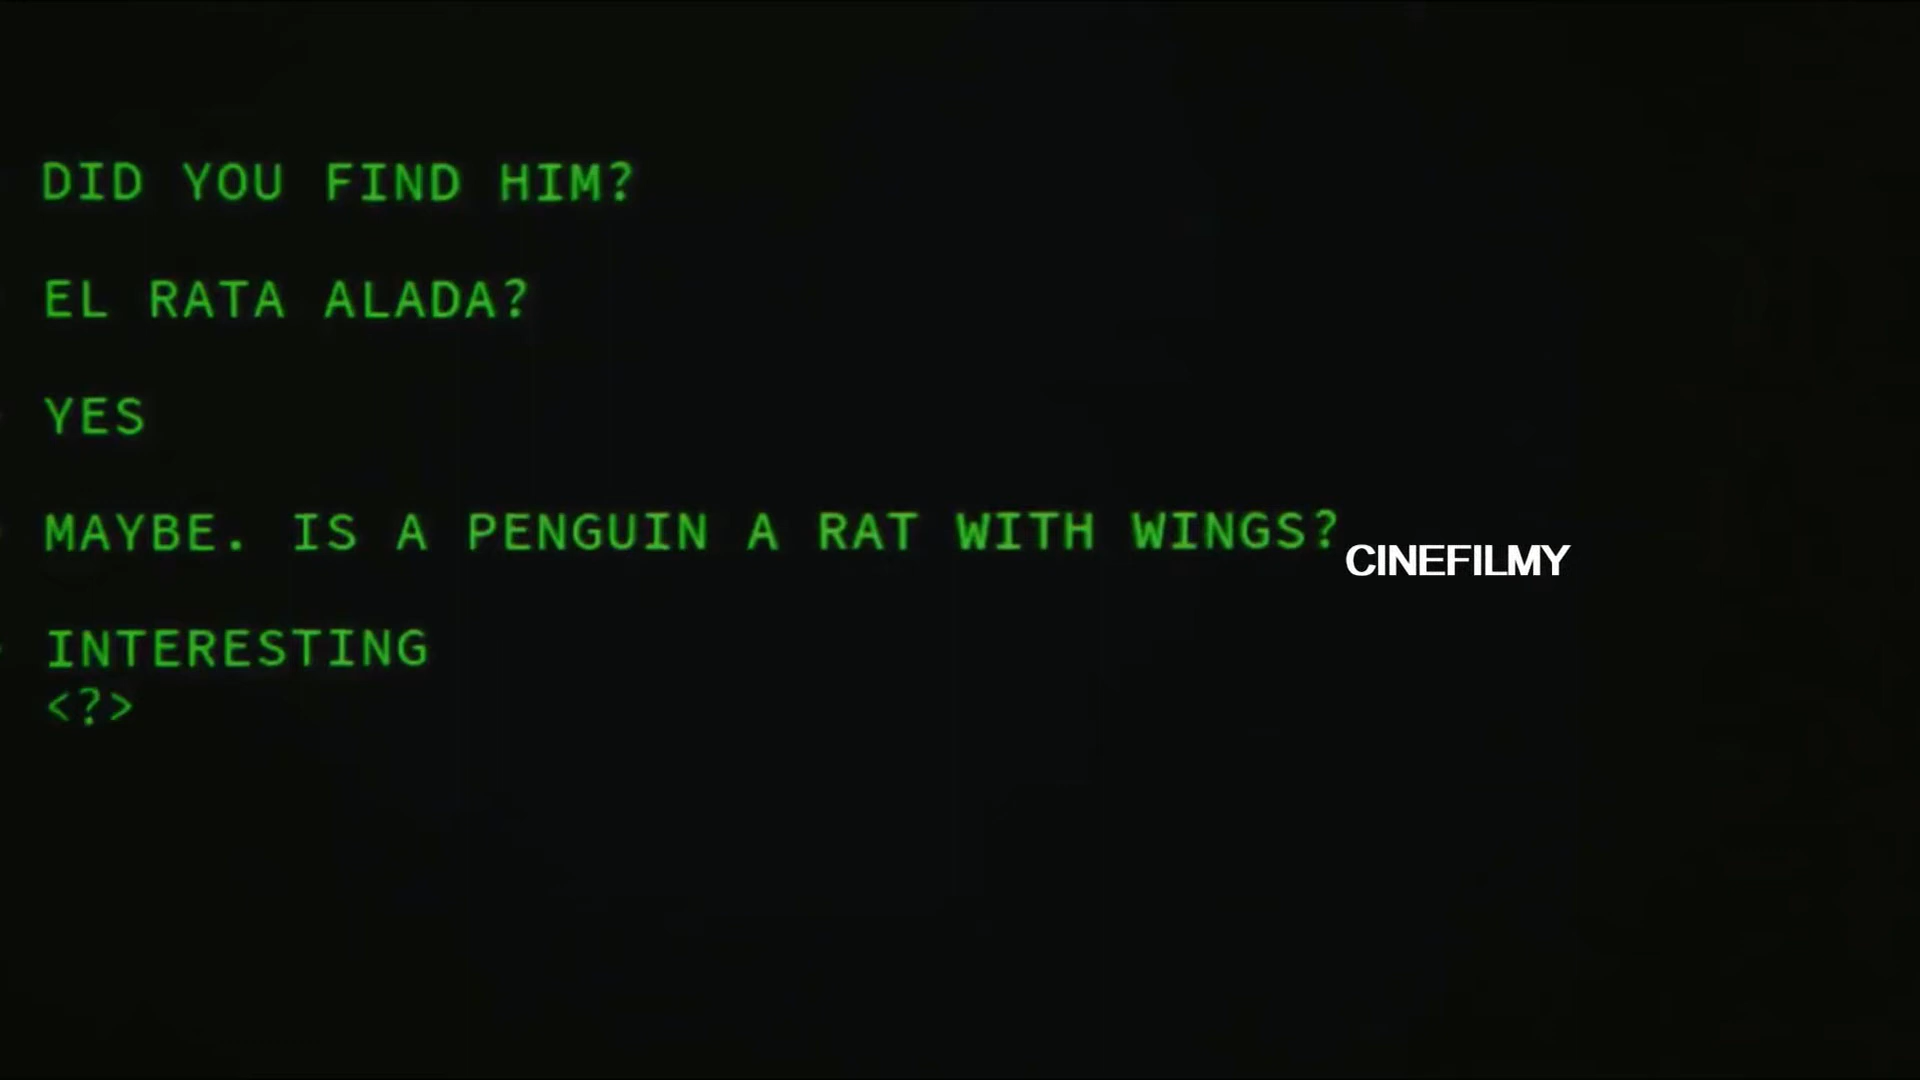 DID YOU FIND HIM?
EL RATA ALADA?
YES
MAYBE. IS A PENGUIN A RAT WITH WINGS?
CINEFILMY
INTERESTING
<?>